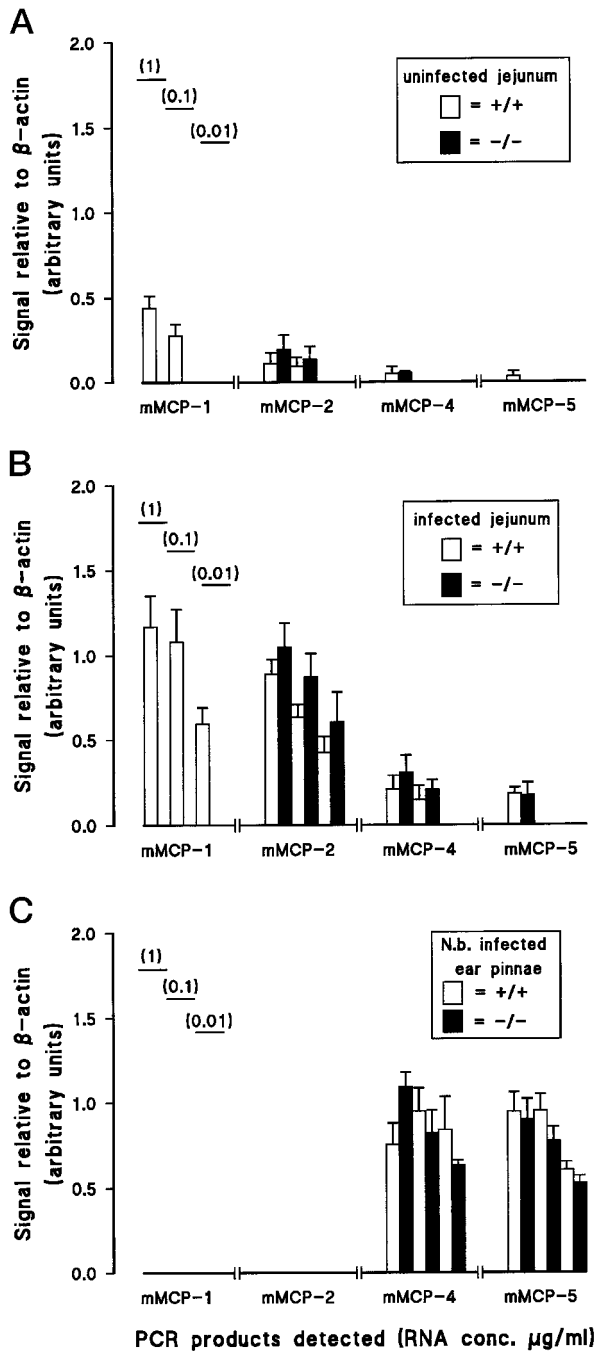 A
Signal relative to β-actin
(arbitrary units)
2.0
1.5
1.0
0.5
0.0
(1)
(0.1)
(0.01)
uninfected jejunum
= +/+
= -/-
mMCP-1
mMCP-2
mMCP-4
mMCP-5
B
Signal relative to β-actin
(arbitrary units)
2.0
1.5
1.0
0.5
0.0
(1)
(0.1)
(0.01)
infected jejunum
= +/+
= -/-
mMCP-1
mMCP-2
mMCP-4
mMCP-5
C
Signal relative to β-actin
(arbitrary units)
2.0
1.5
1.0
0.5
0.0
(1)
(0.1)
(0.01)
N.b. infected
ear pinnae
= +/+
= -/-
mMCP-1
mMCP-2
mMCP-4
mMCP-5
PCR products detected (RNA conc. μg/ml)